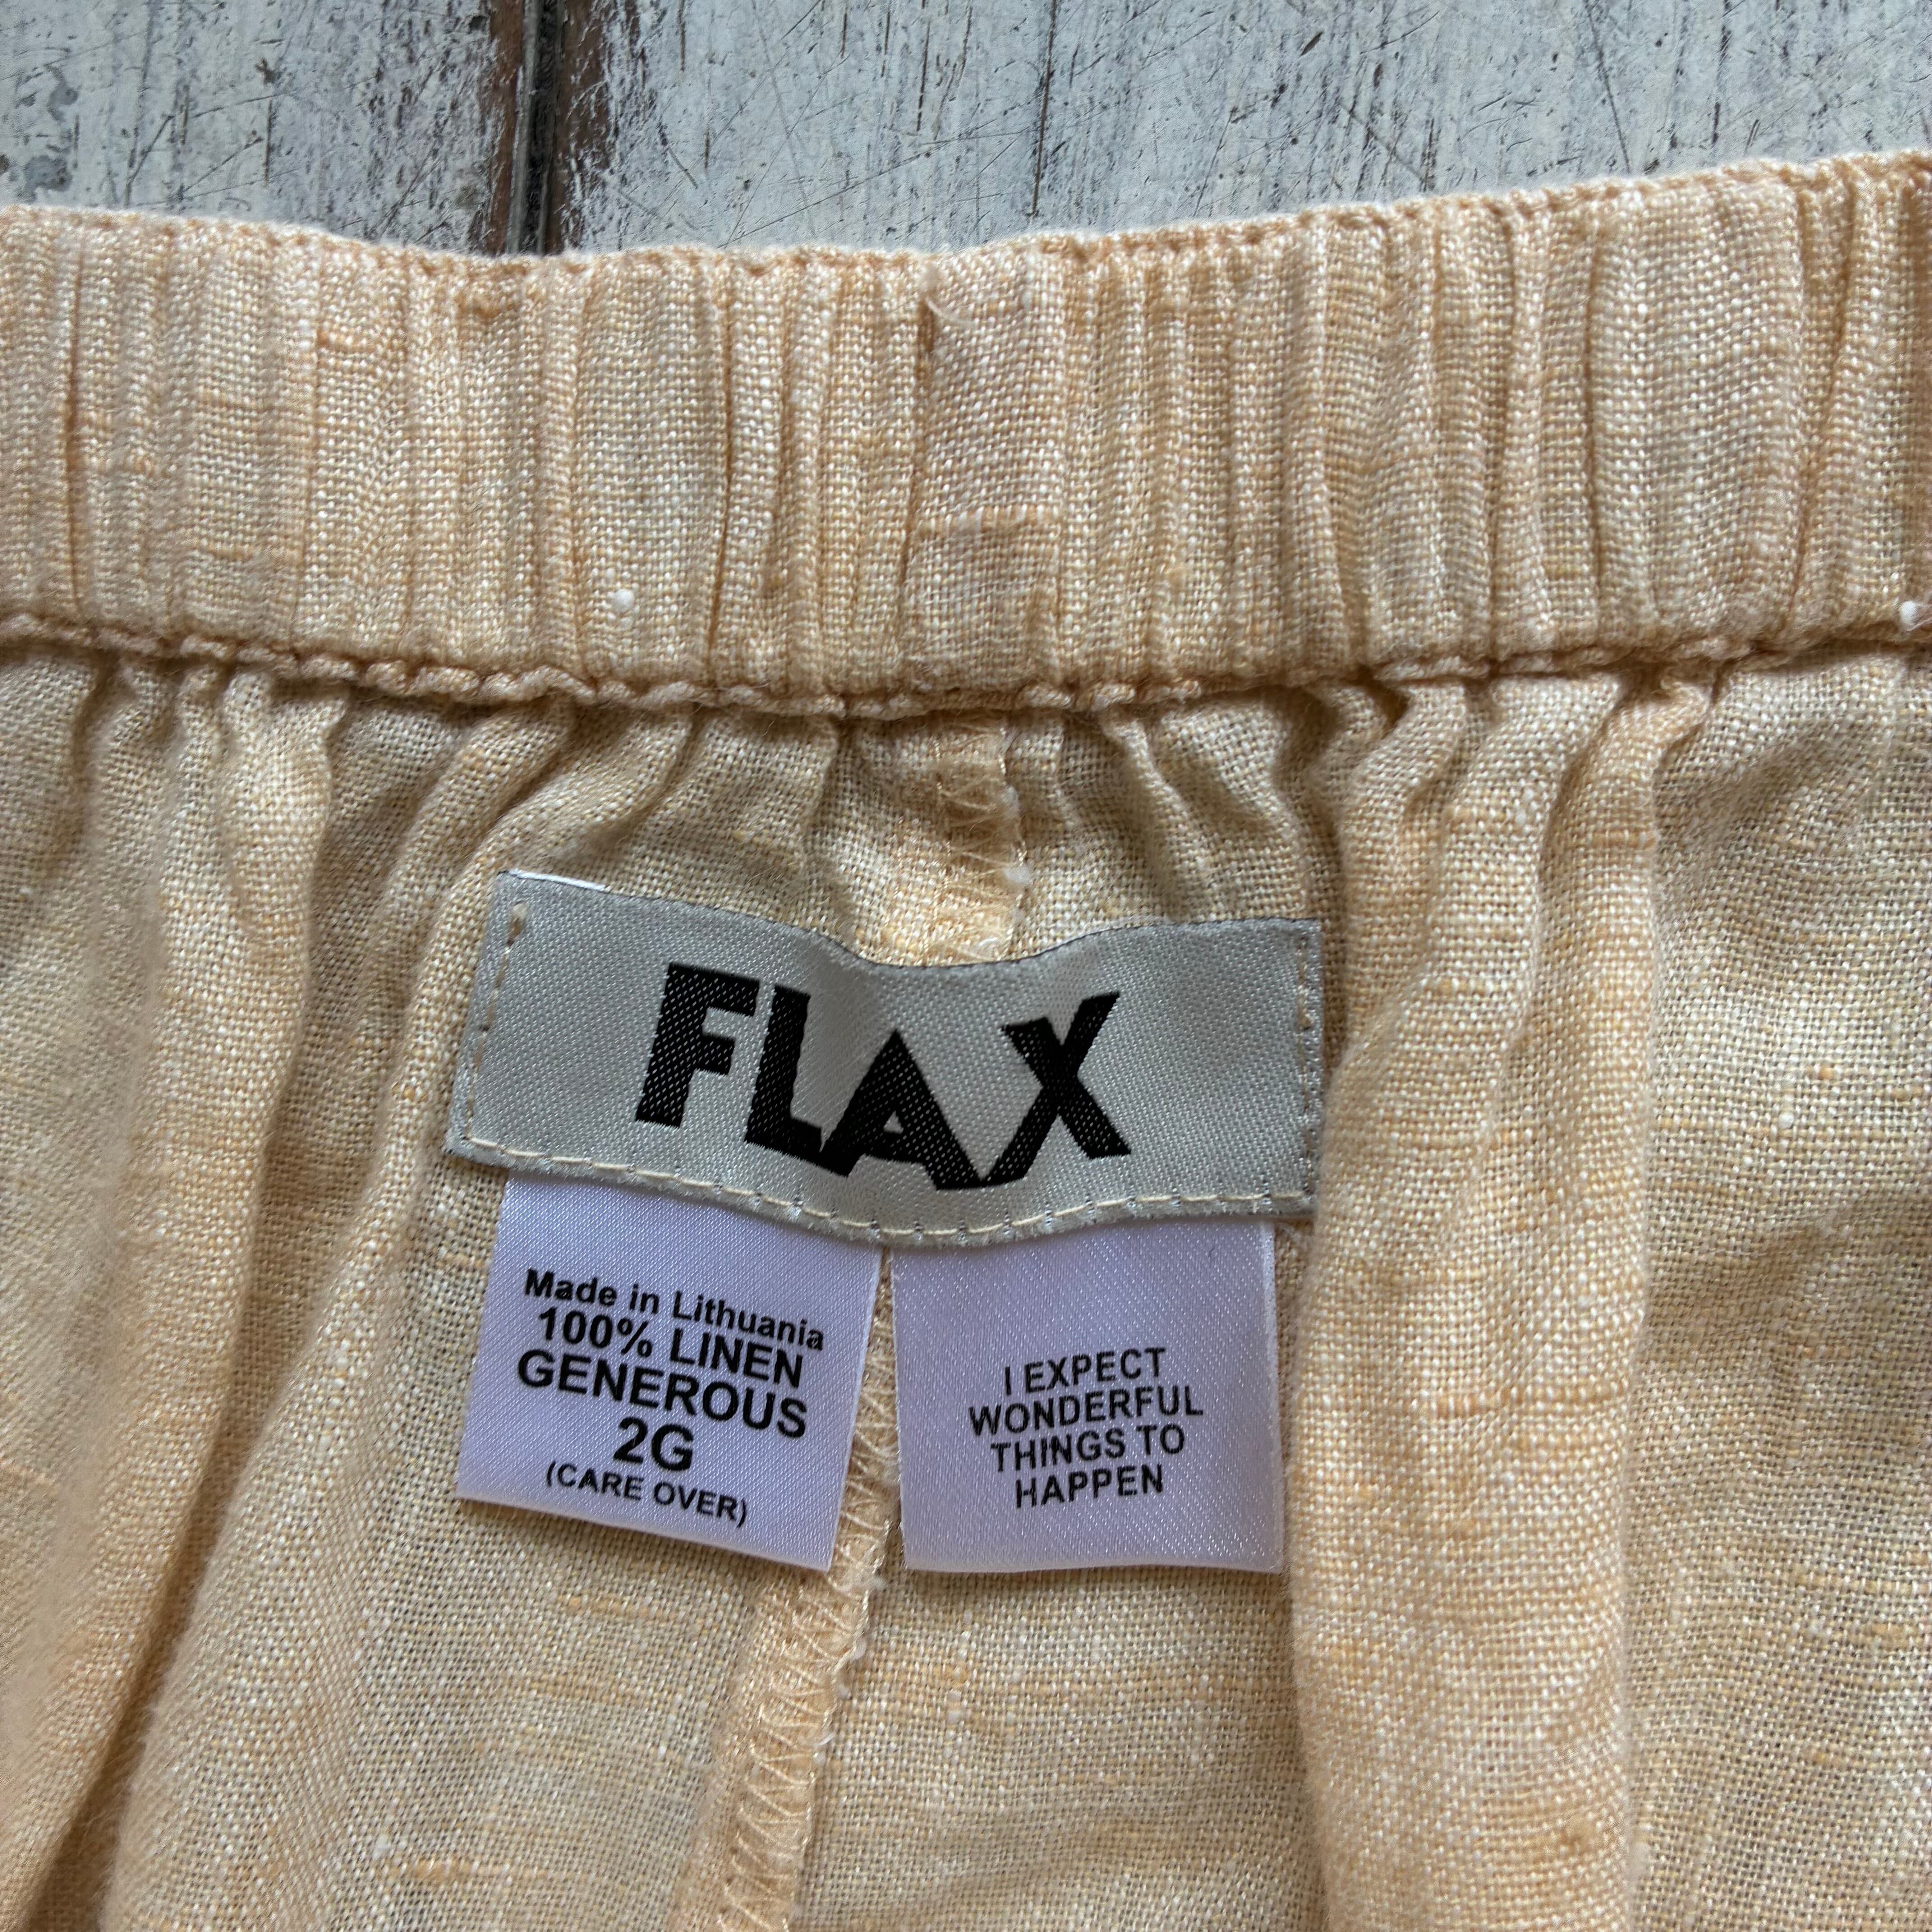 FLAX
Made in Lithuania
100% LINEN
GENEROUS
2G
(CARE OVER)
I EXPECT
WONDERFUL
THINGS TO
HAPPEN